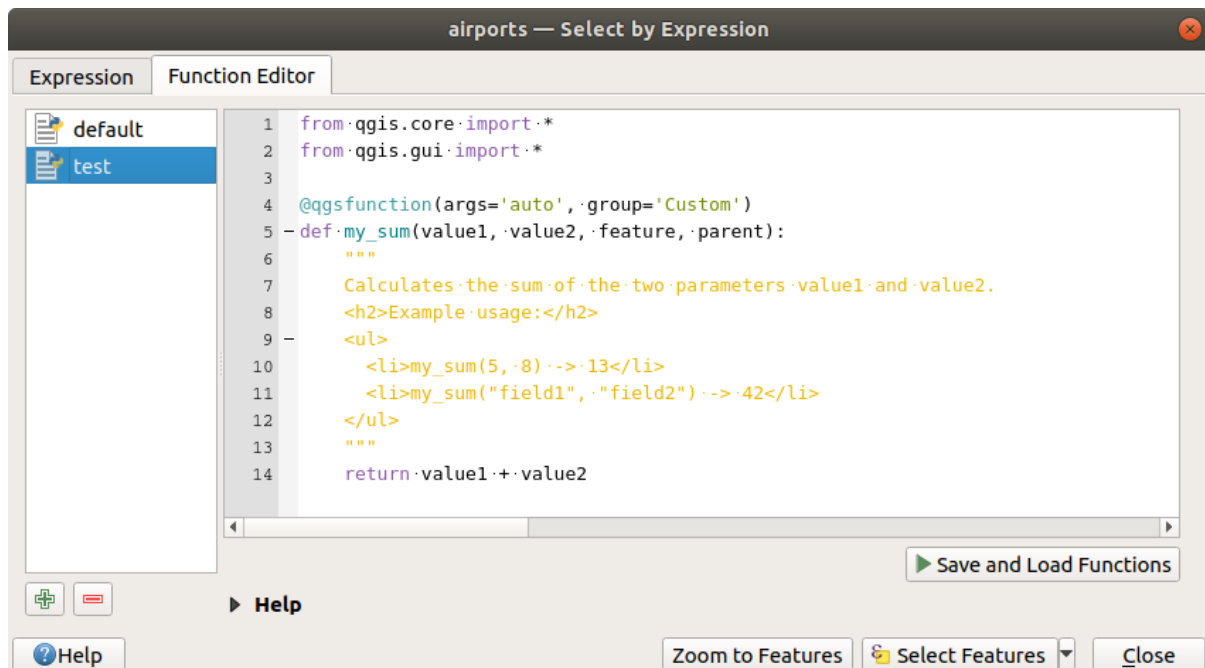 airports — Select by Expression
Expression
Function Editor
default
test
1 from qgis.core import *
2 from qgis.gui import *
3
4 @qgsfunction(args='auto', group='Custom')
5 def my_sum(value1, value2, feature, parent):
6     """
7     Calculates the sum of the two parameters value1 and value2.
8     <h2>Example usage:</h2>
9     <ul>
10       <li>my_sum(5, 8) -> 13</li>
11       <li>my_sum("field1", "field2") -> 42</li>
12     </ul>
13     """
14     return value1 + value2
Save and Load Functions
Help
Help
Zoom to Features
Select Features
Close